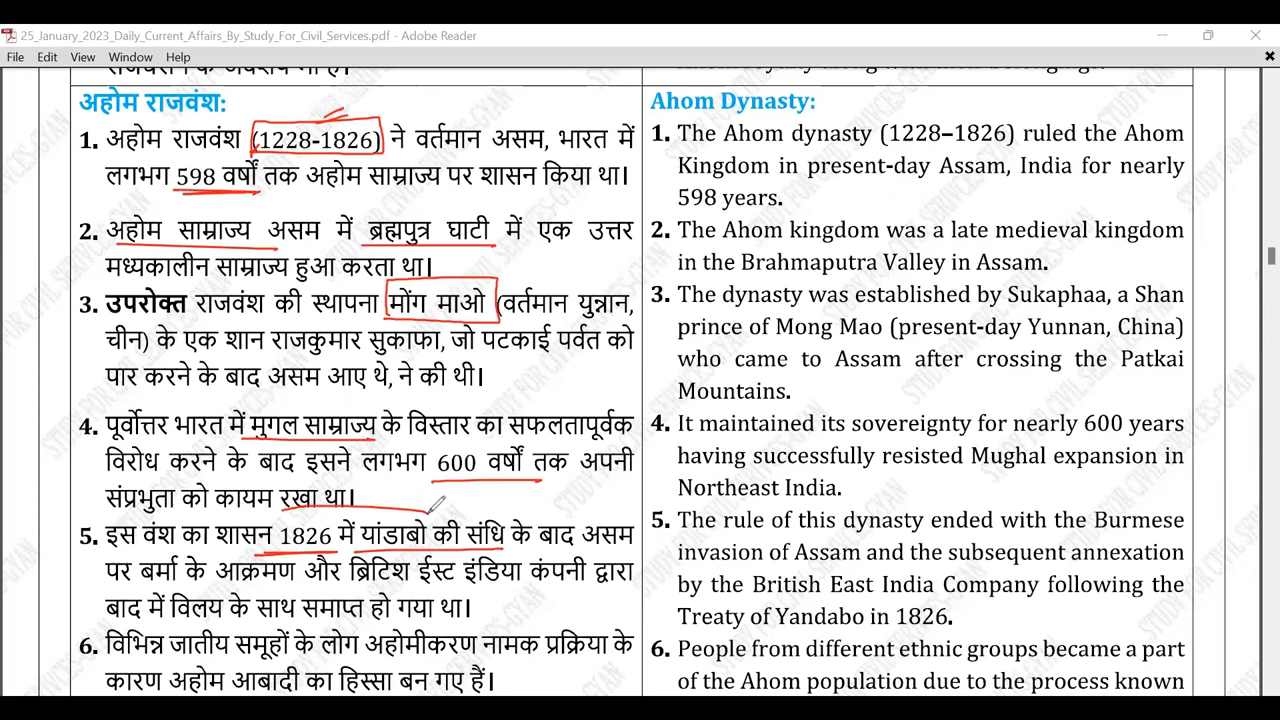 25_January_2023_Daily_Current_Affairs_By_Study_For_Civil_Services.pdf - Adobe Reader
File Edit View Window Help
अहोम राजवंश:
1. अहोम राजवंश (1228-1826) ने वर्तमान असम, भारत में
लगभग 598 वर्षों तक अहोम साम्राज्य पर शासन किया था।
2. अहोम साम्राज्य असम में ब्रह्मपुत्र घाटी में एक उत्तर
मध्यकालीन साम्राज्य हुआ करता था।
3. उपरोक्त राजवंश की स्थापना मोंग माओ (वर्तमान युन्नान,
चीन) के एक शान राजकुमार सुकाफा, जो पटकाई पर्वत को
पार करने के बाद असम आए थे, ने की थी।
4. पूर्वोत्तर भारत में मुगल साम्राज्य के विस्तार का सफलतापूर्वक
विरोध करने के बाद इसने लगभग 600 वर्षों तक अपनी
संप्रभुता को कायम रखा था।
5. इस वंश का शासन 1826 में यांडाबो की संधि के बाद असम
पर बर्मा के आक्रमण और ब्रिटिश ईस्ट इंडिया कंपनी द्वारा
बाद में विलय के साथ समाप्त हो गया था।
6. विभिन्न जातीय समूहों के लोग अहोमीकरण नामक प्रक्रिया के
कारण अहोम आबादी का हिस्सा बन गए हैं।
Ahom Dynasty:
1. The Ahom dynasty (1228–1826) ruled the Ahom
Kingdom in present-day Assam, India for nearly
598 years.
2. The Ahom kingdom was a late medieval kingdom
in the Brahmaputra Valley in Assam.
3. The dynasty was established by Sukaphaa, a Shan
prince of Mong Mao (present-day Yunnan, China)
who came to Assam after crossing the Patkai
Mountains.
4. It maintained its sovereignty for nearly 600 years
having successfully resisted Mughal expansion in
Northeast India.
5. The rule of this dynasty ended with the Burmese
invasion of Assam and the subsequent annexation
by the British East India Company following the
Treaty of Yandabo in 1826.
6. People from different ethnic groups became a part
of the Ahom population due to the process known